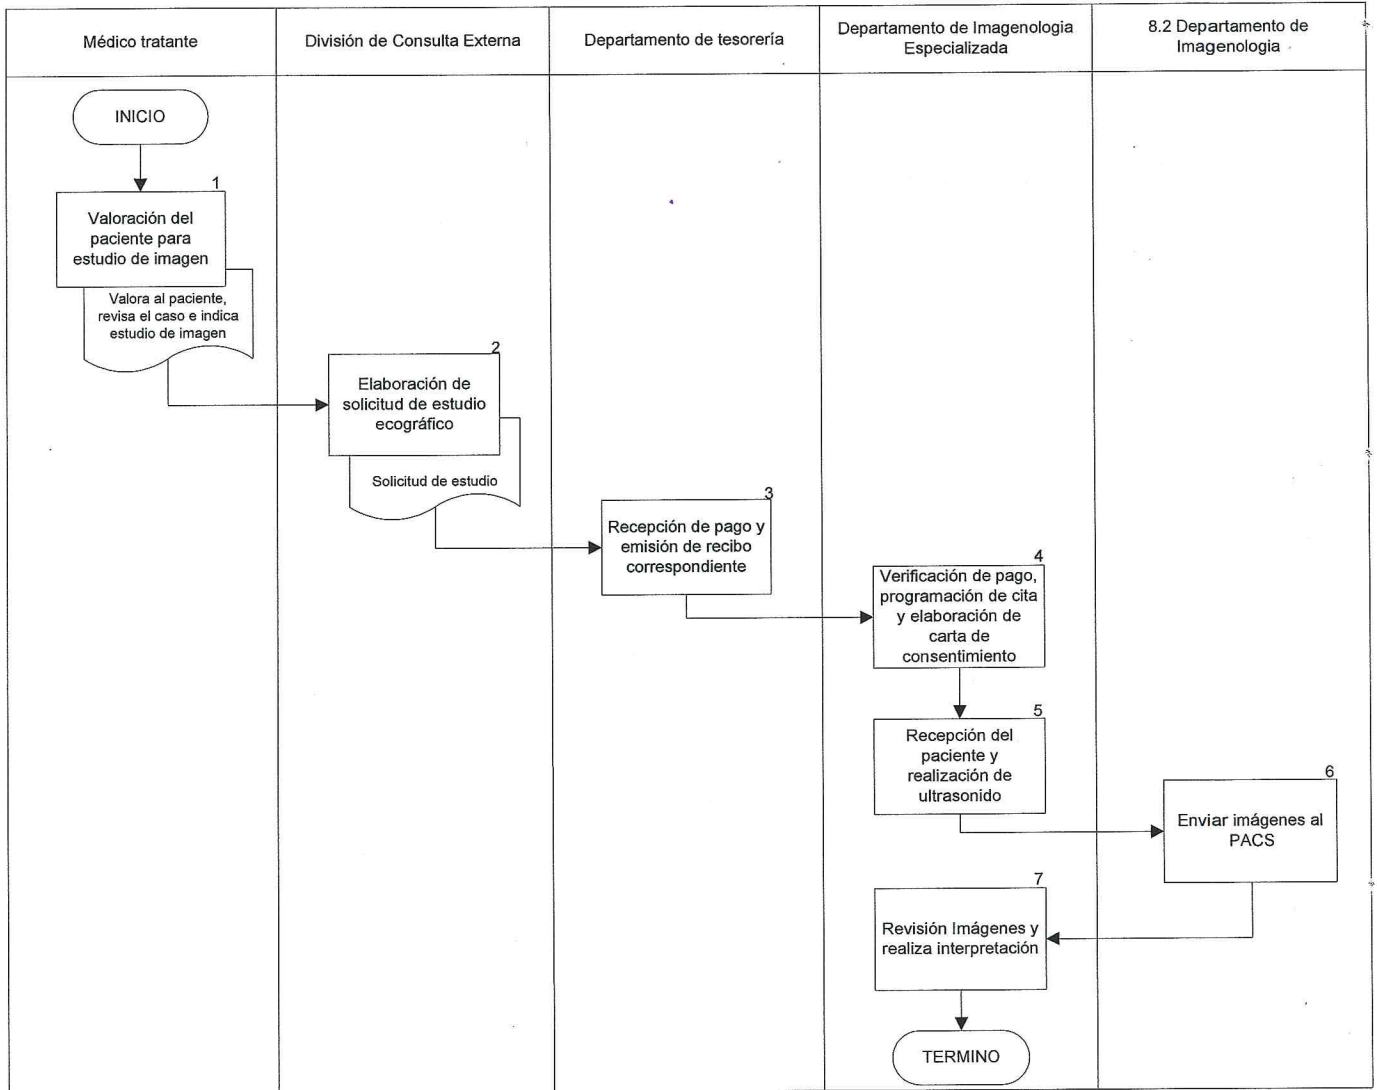 Médico tratante
División de Consulta Externa
Departamento de tesorería
Departamento de Imagenologia
Especializada
8.2 Departamento de
Imagenologia
INICIO
1
Valoración del
paciente para
estudio de imagen
Valora al paciente,
revisa el caso e indica
estudio de imagen
2
Elaboración de
solicitud de estudio
ecográfico
Solicitud de estudio
3
Recepción de pago y
emisión de recibo
correspondiente
4
Verificación de pago,
programación de cita
y elaboración de
carta de
consentimiento
5
Recepción del
paciente y
realización de
ultrasonido
6
Enviar imágenes al
PACS
7
Revisión Imágenes y
realiza interpretación
TERMINO